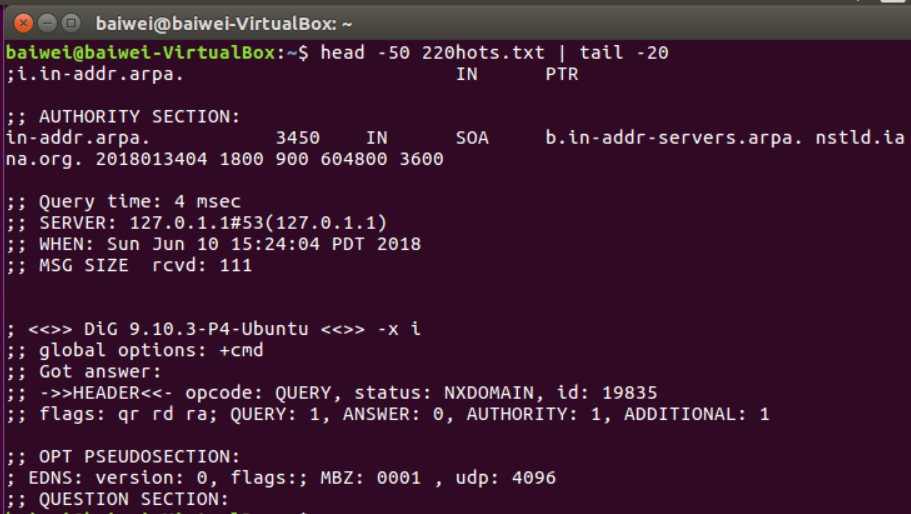 baiwei@baiwei-VirtualBox: ~
baiwei@baiwei-VirtualBox:~$ head -50 220hots.txt | tail -20
;i.in-addr.arpa. IN PTR
;; AUTHORITY SECTION:
in-addr.arpa. 3450 IN SOA b.in-addr-servers.arpa. nstld.ia
na.org. 2018013404 1800 900 604800 3600
;; Query time: 4 msec
;; SERVER: 127.0.1.1#53(127.0.1.1)
;; WHEN: Sun Jun 10 15:24:04 PDT 2018
;; MSG SIZE rcvd: 111
; <<>> DiG 9.10.3-P4-Ubuntu <<>> -x i
;; global options: +cmd
;; Got answer:
;; ->>HEADER<<- opcode: QUERY, status: NXDOMAIN, id: 19835
;; flags: qr rd ra; QUERY: 1, ANSWER: 0, AUTHORITY: 1, ADDITIONAL: 1
;; OPT PSEUDOSECTION:
; EDNS: version: 0, flags:; MBZ: 0001 , udp: 4096
;; QUESTION SECTION: